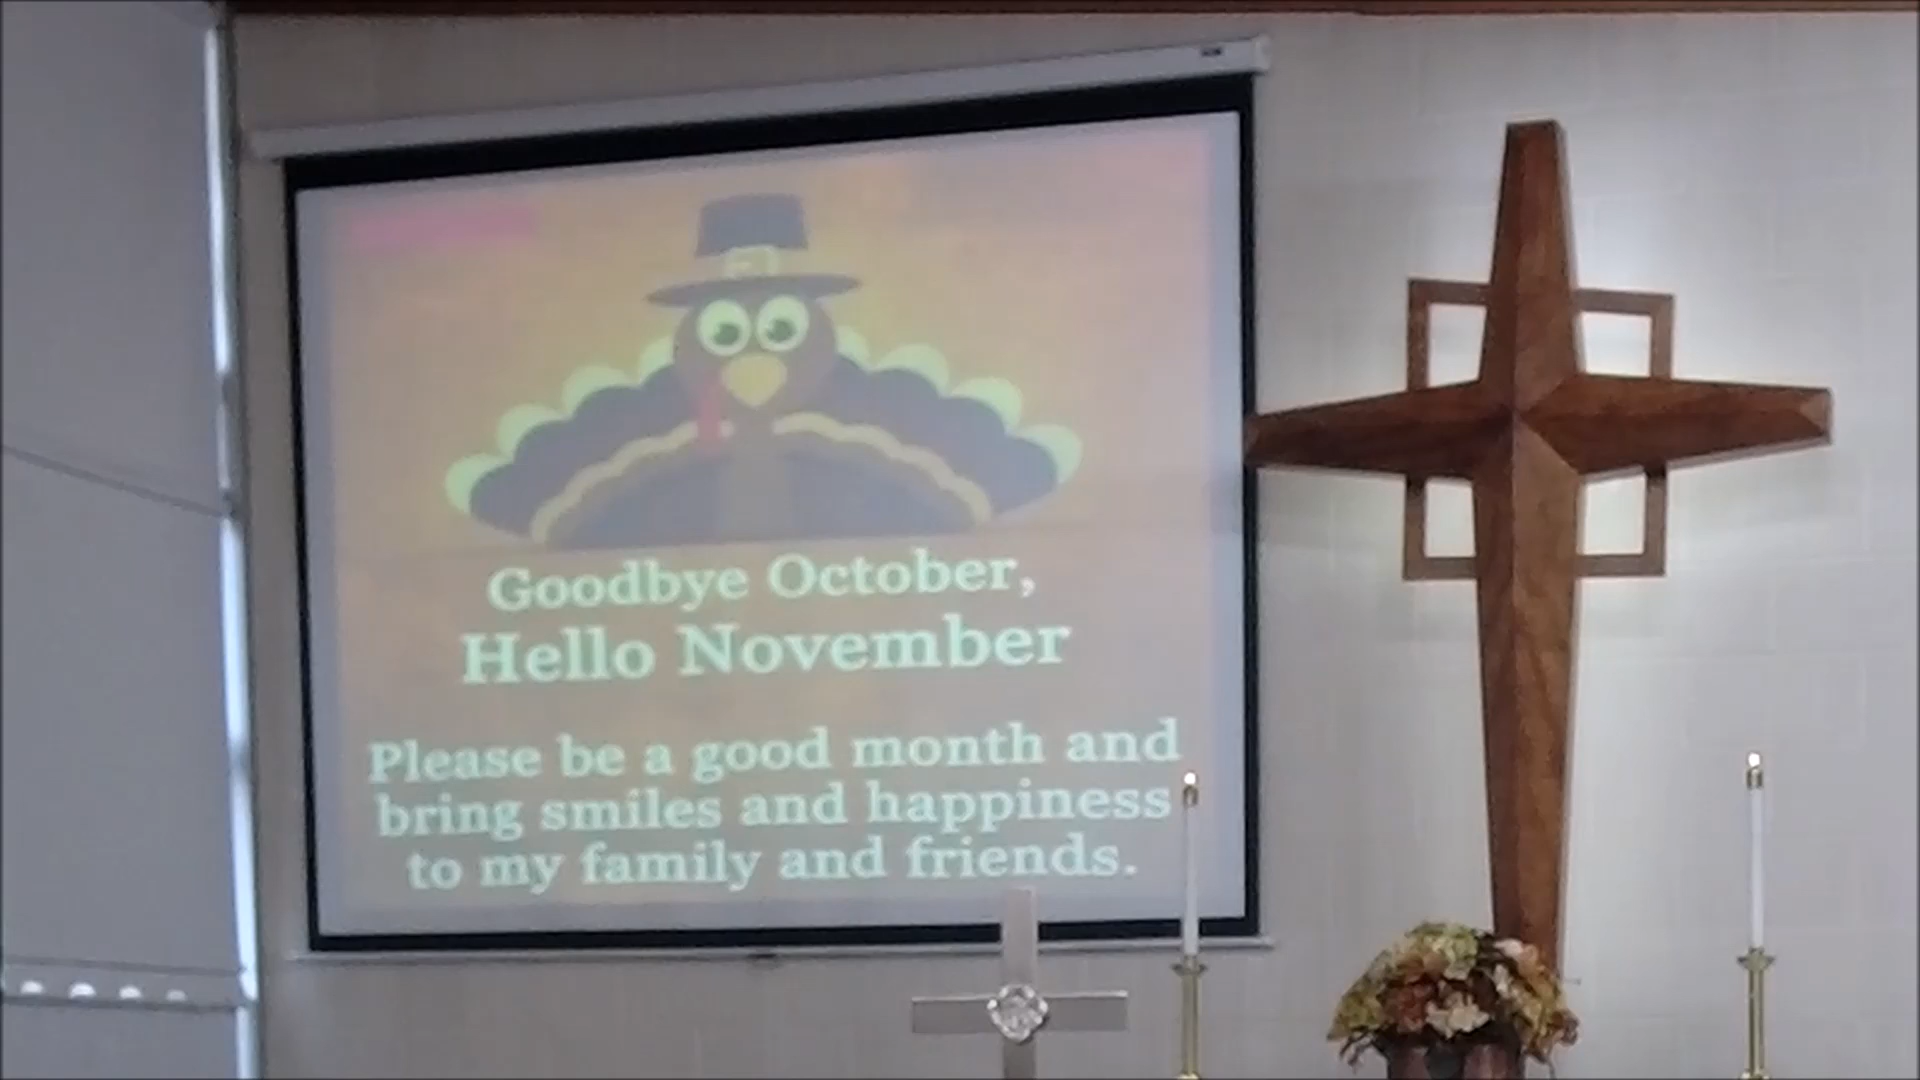 Goodbye October,
Hello November
Please be a good month and
bring smiles and happiness
to my family and friends.